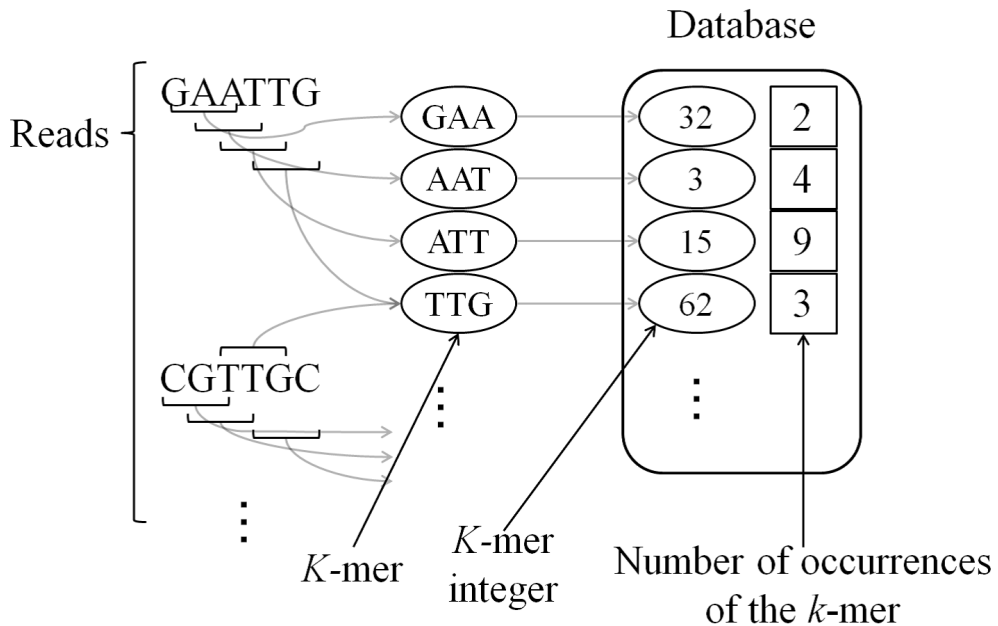 Database
Reads
GAATTG
GAA 32 2
AAT 3 4
ATT 15 9
TTG 62 3
CGTTGC
K-mer
K-mer
integer
Number of occurrences
of the k-mer